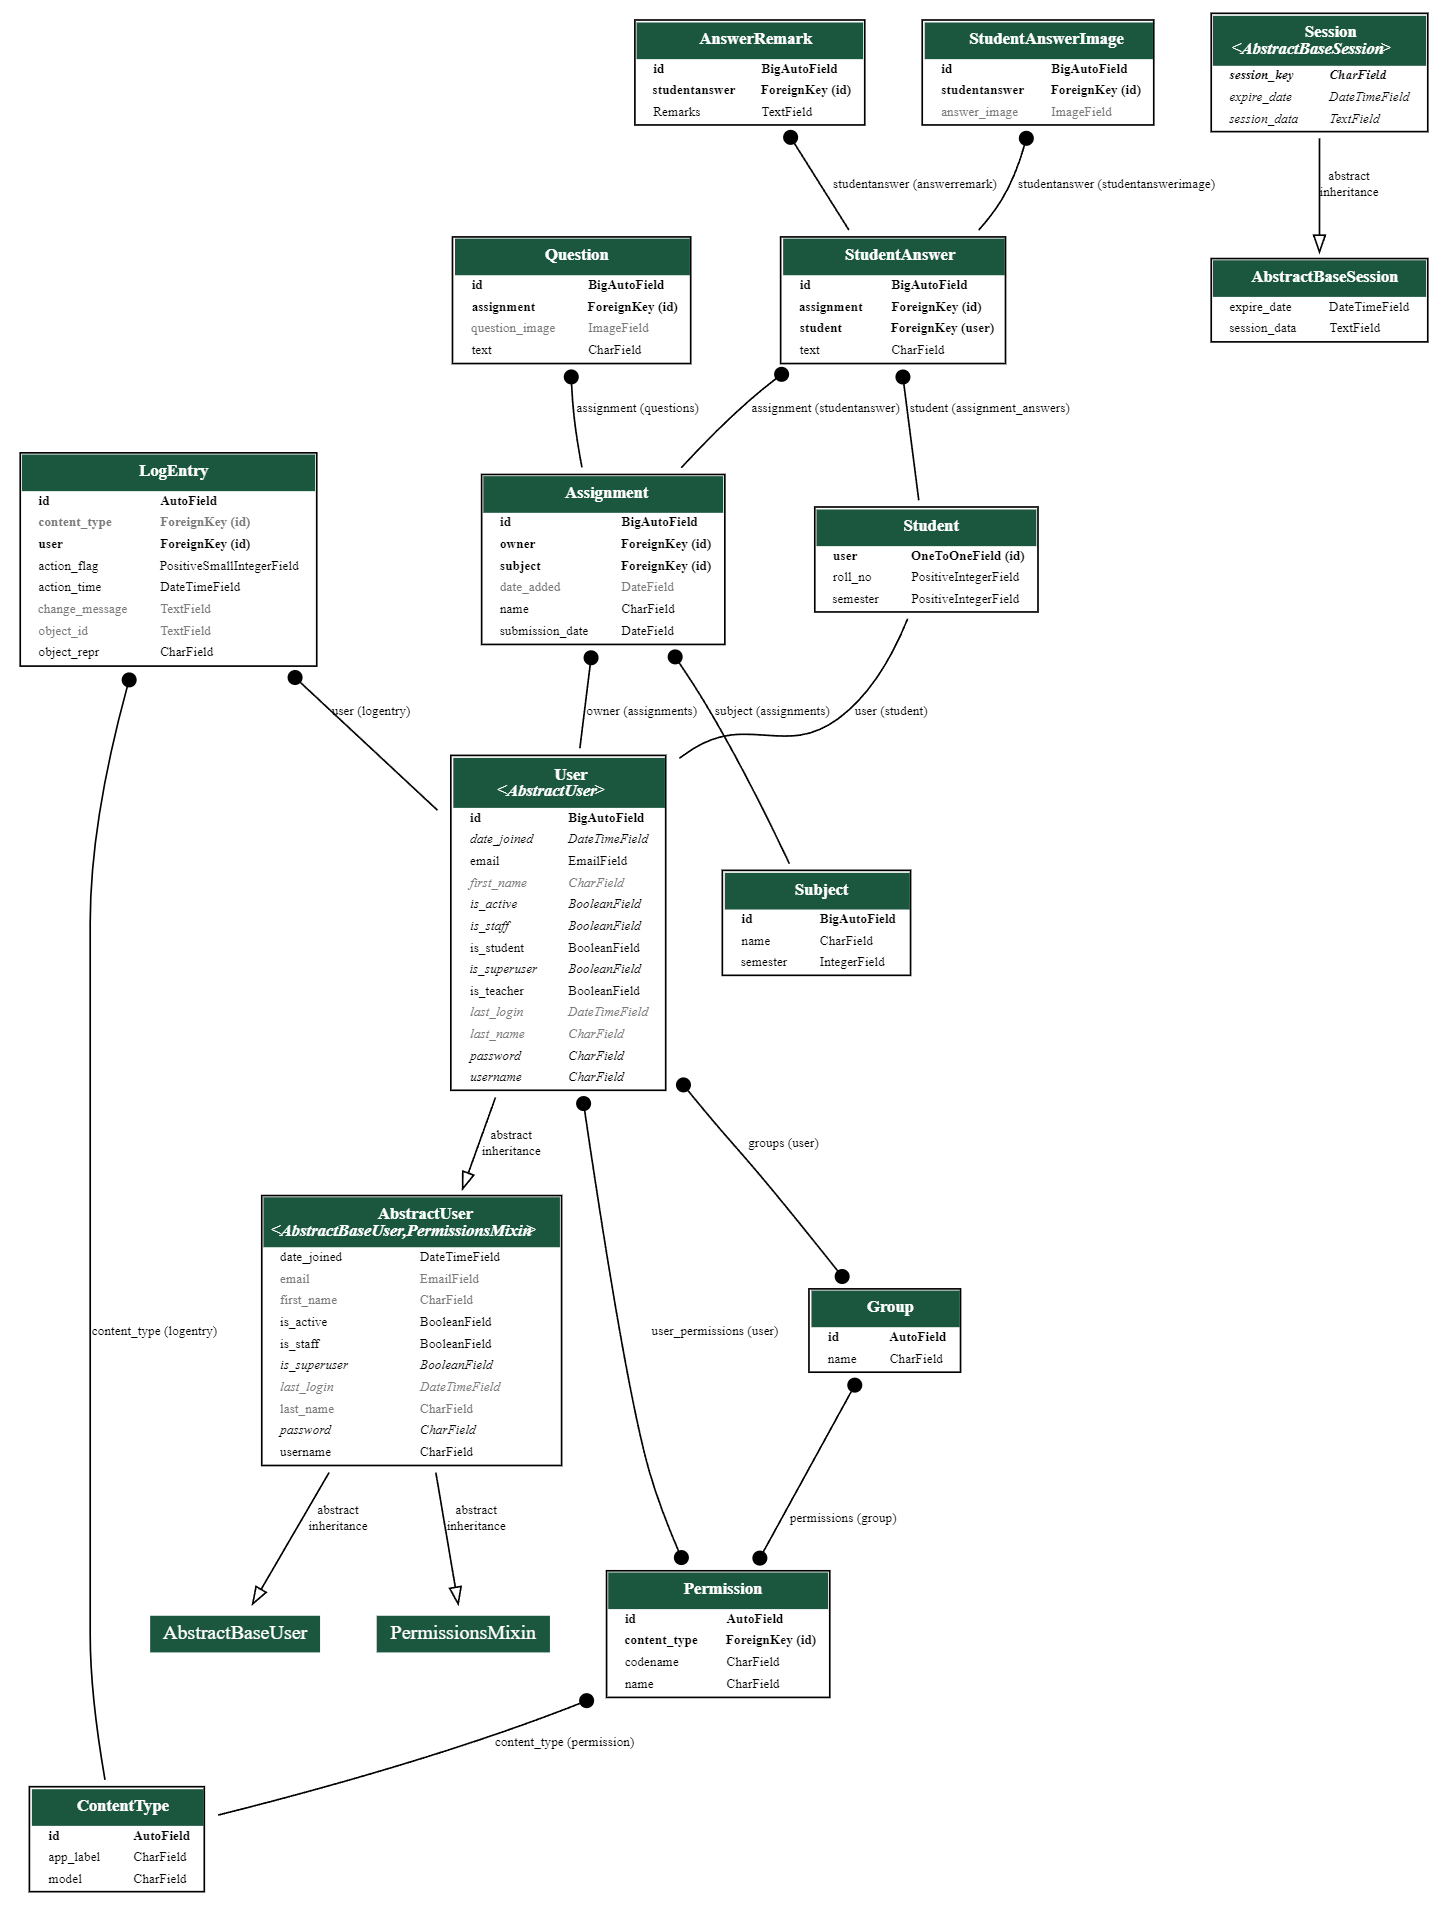 AnswerRemark
id BigAutoField
studentanswer ForeignKey (id)
Remarks TextField
StudentAnswerImage
id BigAutoField
studentanswer ForeignKey (id)
answer_image ImageField
Session
<AbstractBaseSession>
session_key CharField
expire_date DateTimeField
session_data TextField
studentanswer (answerremark)
studentanswer (studentanswerimage)
abstract
inheritance
Question
id BigAutoField
assignment ForeignKey (id)
question_image ImageField
text CharField
StudentAnswer
id BigAutoField
assignment ForeignKey (id)
student ForeignKey (user)
text CharField
AbstractBaseSession
expire_date DateTimeField
session_data TextField
assignment (questions)
assignment (studentanswer)
student (assignment_answers)
LogEntry
id AutoField
content_type ForeignKey (id)
user ForeignKey (id)
action_flag PositiveSmallIntegerField
action_time DateTimeField
change_message TextField
object_id TextField
object_repr CharField
Assignment
id BigAutoField
owner ForeignKey (id)
subject ForeignKey (id)
date_added DateField
name CharField
submission_date DateField
Student
user OneToOneField (id)
roll_no PositiveIntegerField
semester PositiveIntegerField
user (logentry)
owner (assignments)
subject (assignments)
user (student)
User
<AbstractUser>
id BigAutoField
date_joined DateTimeField
email EmailField
first_name CharField
is_active BooleanField
is_staff BooleanField
is_student BooleanField
is_superuser BooleanField
is_teacher BooleanField
last_login DateTimeField
last_name CharField
password CharField
username CharField
Subject
id BigAutoField
name CharField
semester IntegerField
abstract
inheritance
groups (user)
AbstractUser
<AbstractBaseUser,PermissionsMixin>
date_joined DateTimeField
email EmailField
first_name CharField
is_active BooleanField
is_staff BooleanField
is_superuser BooleanField
last_login DateTimeField
last_name CharField
password CharField
username CharField
content_type (logentry)
user_permissions (user)
Group
id AutoField
name CharField
abstract
inheritance
abstract
inheritance
permissions (group)
AbstractBaseUser
PermissionsMixin
Permission
id AutoField
content_type ForeignKey (id)
codename CharField
name CharField
content_type (permission)
ContentType
id AutoField
app_label CharField
model CharField